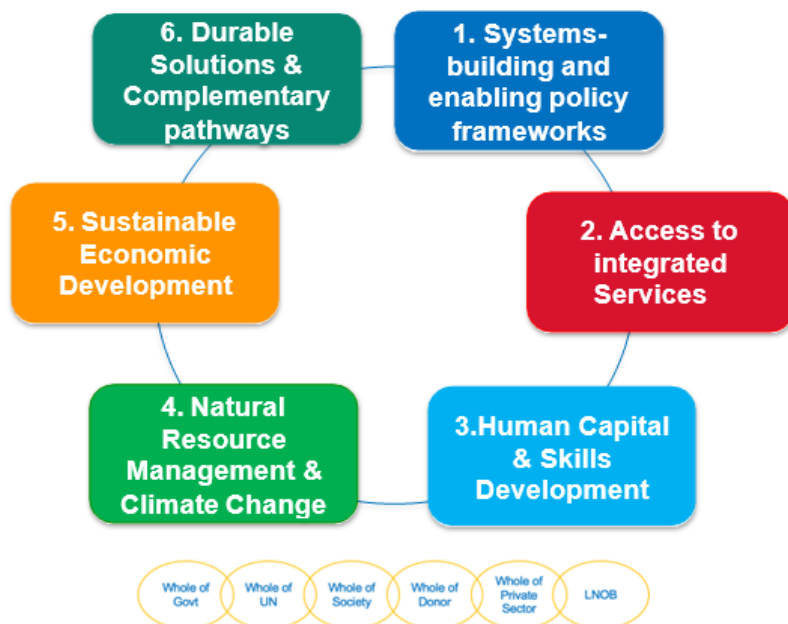 6. Durable
Solutions &
Complementary
pathways
1. Systems-
building and
enabling policy
frameworks
5. Sustainable
Economic
Development
2. Access to
integrated
Services
4. Natural
Resource
Management &
Climate Change
3.Human Capital
& Skills
Development
Whole of
Govt
Whole of
UN
Whole of
Society
Whole of
Donor
Whole of
Private
Sector
LNOB